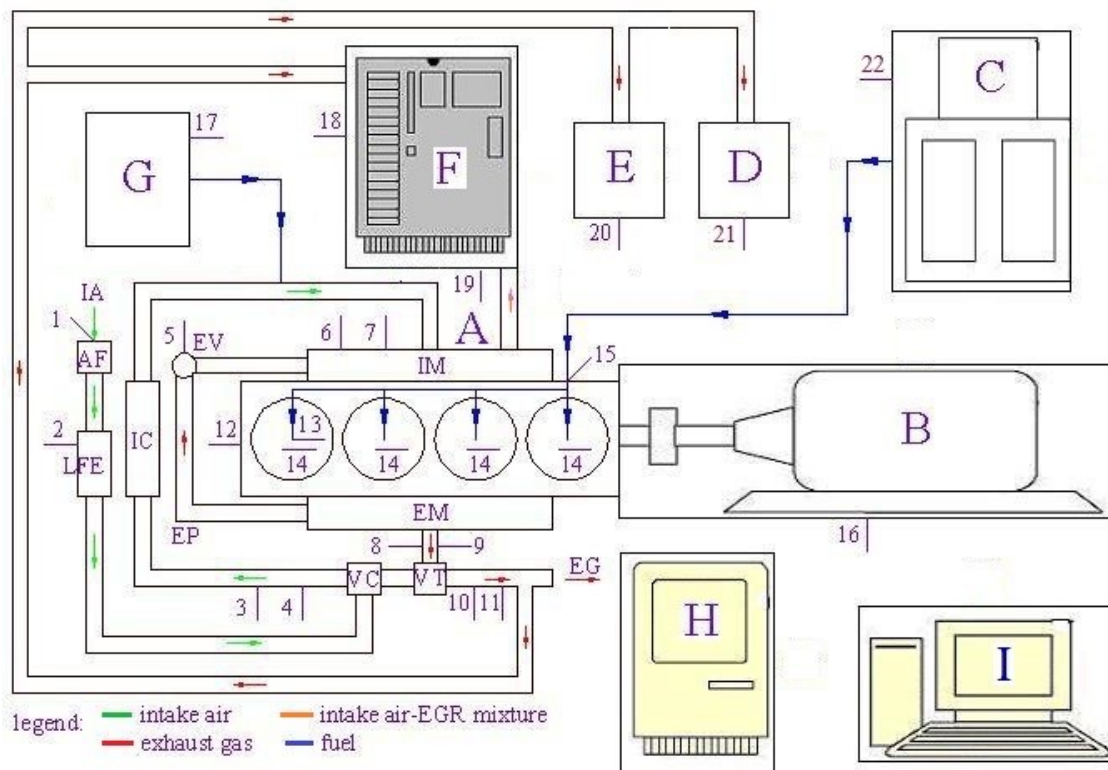 22
C
17
18
G
F
E
D
20
21
19
IA
1
AF
5
EV
6
7
A
IM
15
2
LFE
IC
12
13
14
14
14
14
B
EP
EM
16
8
9
EG
VC
VT
3
4
10
11
H
I
legend:
intake air
intake air-EGR mixture
exhaust gas
fuel